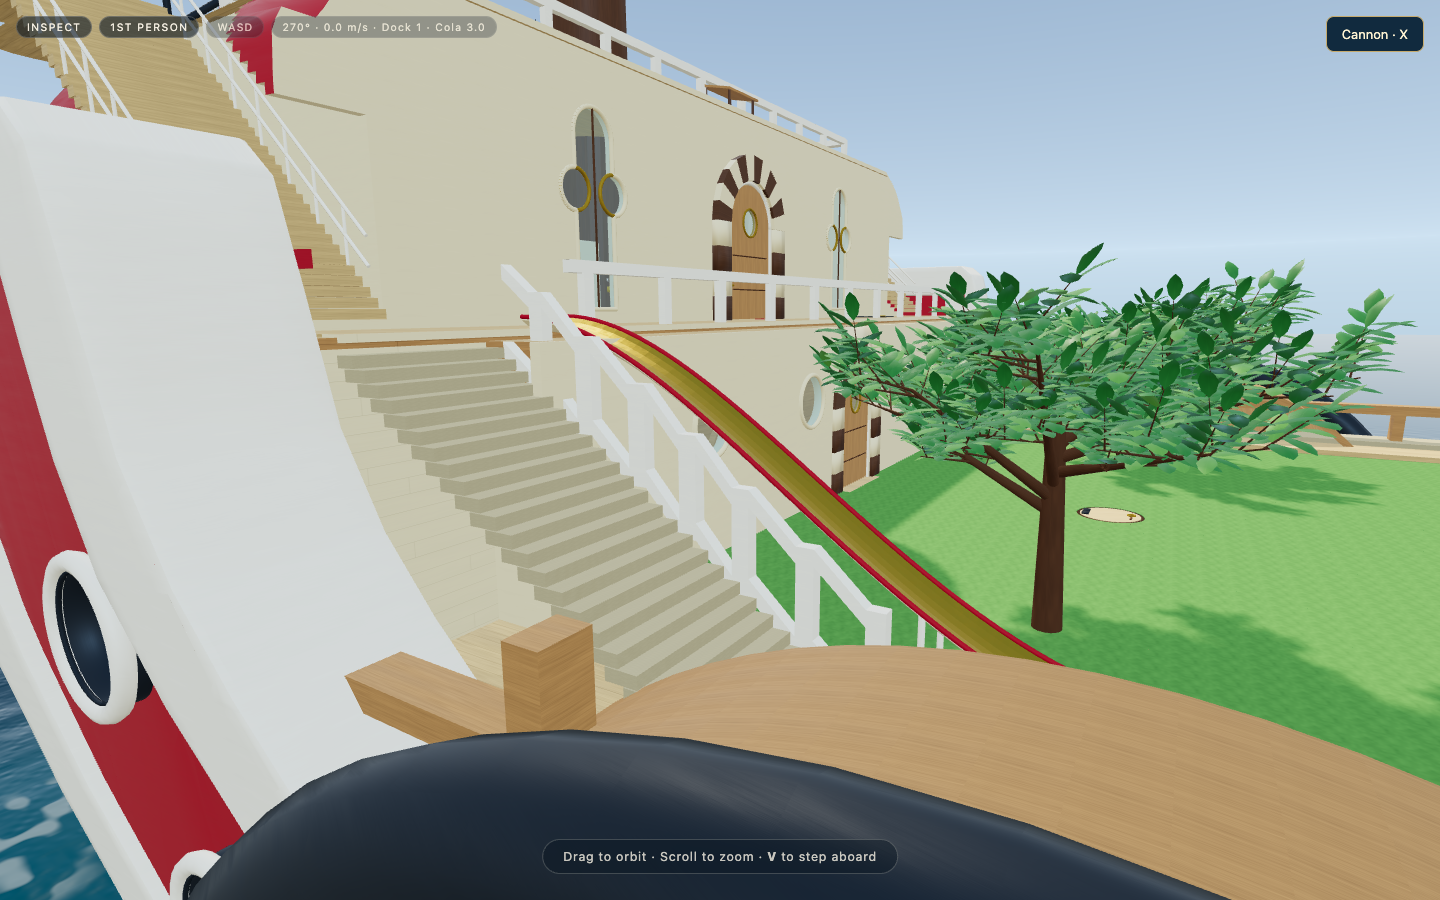 INSPECT
1ST PERSON
WASD
270° · 0.0 m/s · Dock 1 · Cola 3.0
Cannon · X
Drag to orbit · Scroll to zoom · V to step aboard